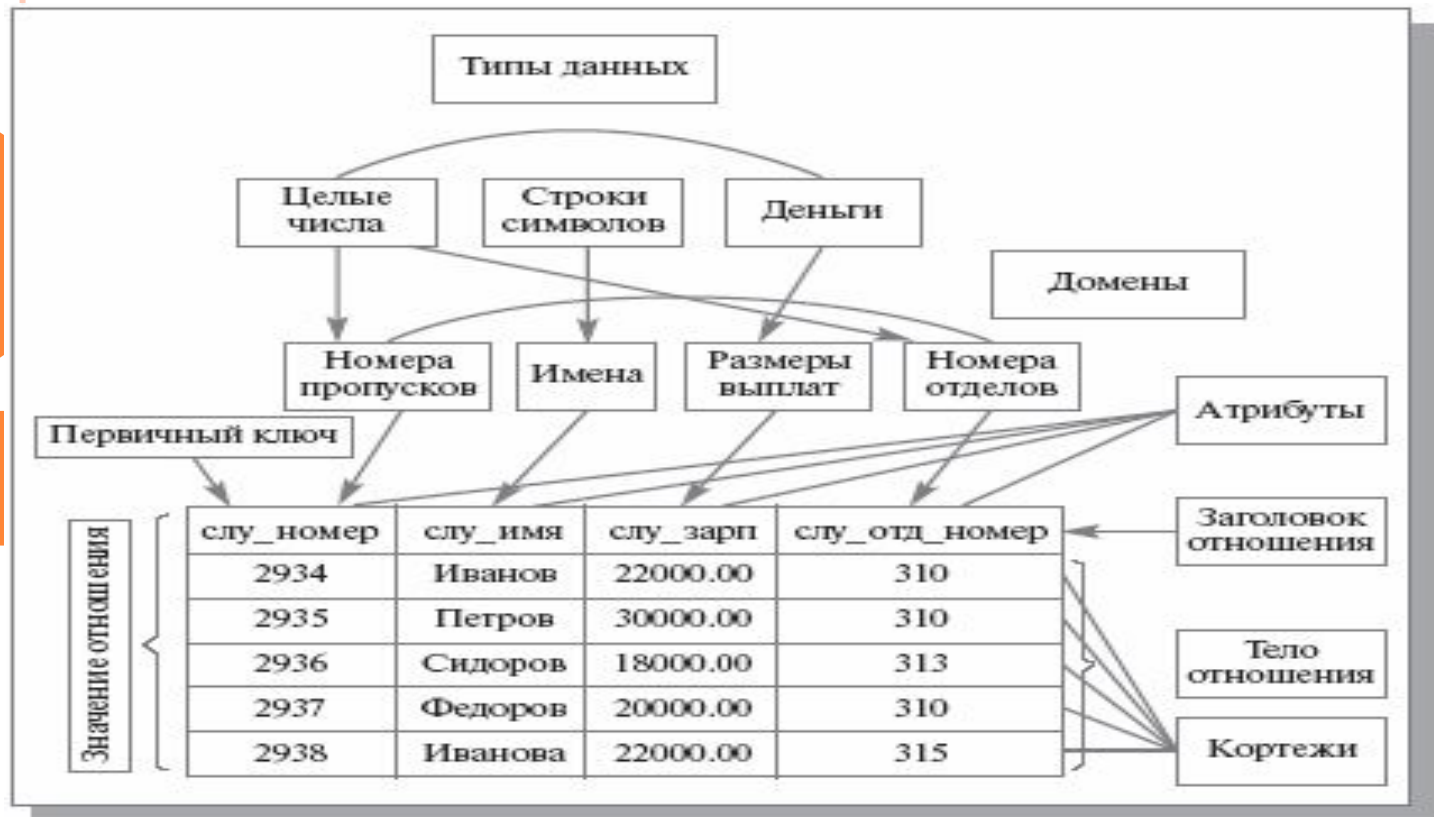 Типы данных
Целые
числа
Строки
символов
Деньги
Домены
Номера
пропусков
Имена
Размеры
выплат
Номера
отделов
Атрибуты
Первичный ключ
Значение отношения
слу_номер слу_имя слу_зарп слу_отд_номер
Заголовок
отношения
2934 Иванов 22000.00 310
2935 Петров 30000.00 310
2936 Сидоров 18000.00 313
Тело
отношения
2937 Федоров 20000.00 310
2938 Иванова 22000.00 315
Кортежи